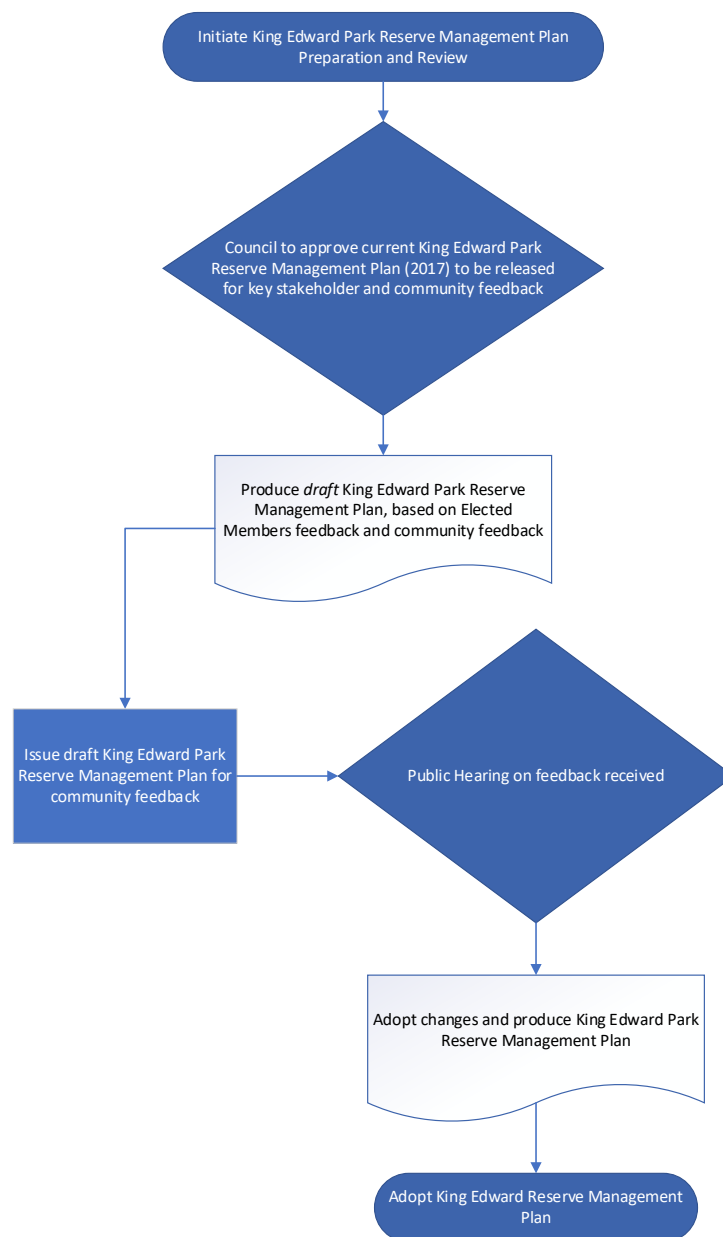 Initiate King Edward Park Reserve Management Plan
Preparation and Review
Council to approve current King Edward Park
Reserve Management Plan (2017) to be released
for key stakeholder and community feedback
Produce draft King Edward Park Reserve
Management Plan, based on Elected
Members feedback and community feedback
Issue draft King Edward Park
Reserve Management Plan for
community feedback
Public Hearing on feedback received
Adopt changes and produce King Edward Park
Reserve Management Plan
Adopt King Edward Reserve Management
Plan